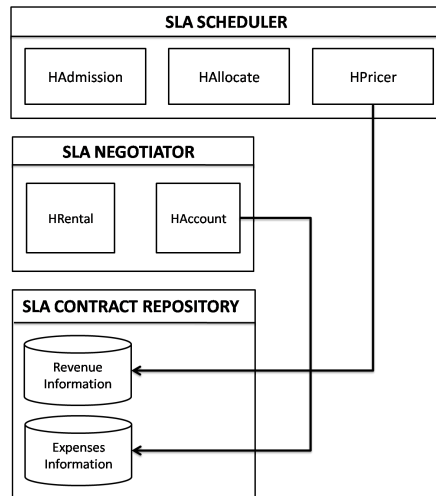 SLA SCHEDULER
HAdmission
HAllocate
HPricer
SLA NEGOTIATOR
HRental
HAccount
SLA CONTRACT REPOSITORY
Revenue
Information
Expenses
Information